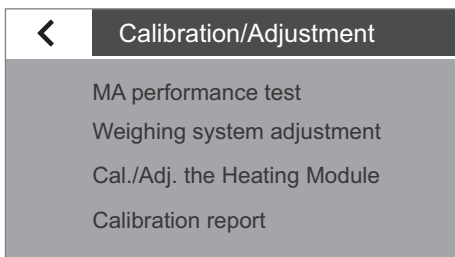 Calibration/Adjustment
MA performance test
Weighing system adjustment
Cal./Adj. the Heating Module
Calibration report